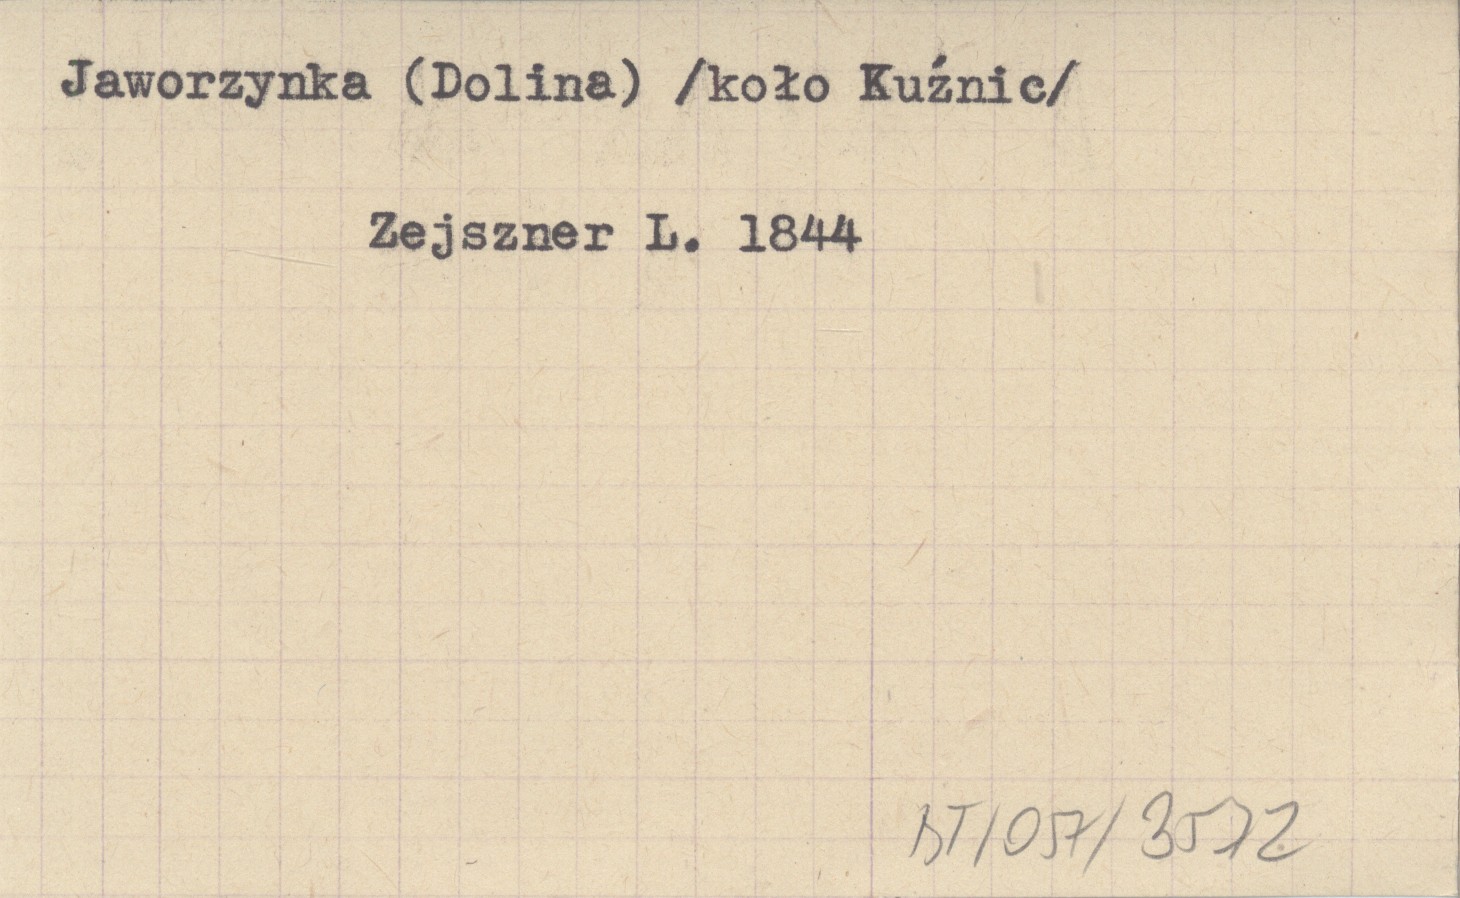 Jaworzynka (Dolina) /koło Kuźnic/
Zejszner L. 1844
BT/057/3572